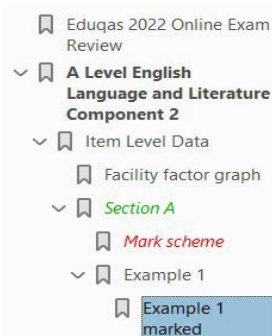 Eduqas 2022 Online Exam
Review
A Level English
Language and Literature
Component 2
Item Level Data
Facility factor graph
Section A
Mark scheme
Example 1
Example 1
marked